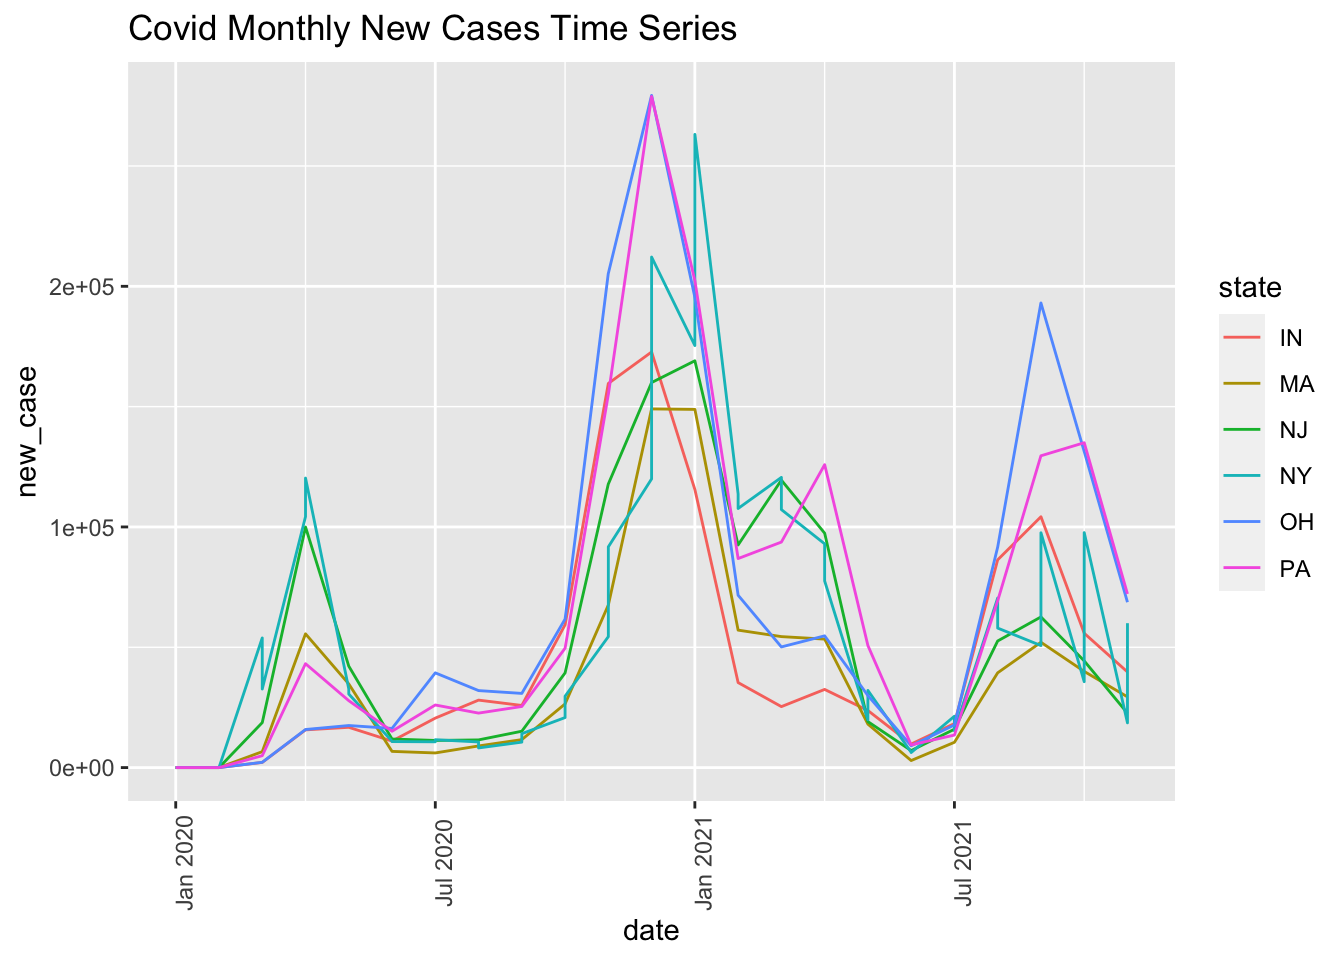 Covid Monthly New Cases Time Series
new_case
2e+05
1e+05
0e+00
Jan 2020
Jul 2020
Jan 2021
Jul 2021
date
state
IN
MA
NJ
NY
OH
PA